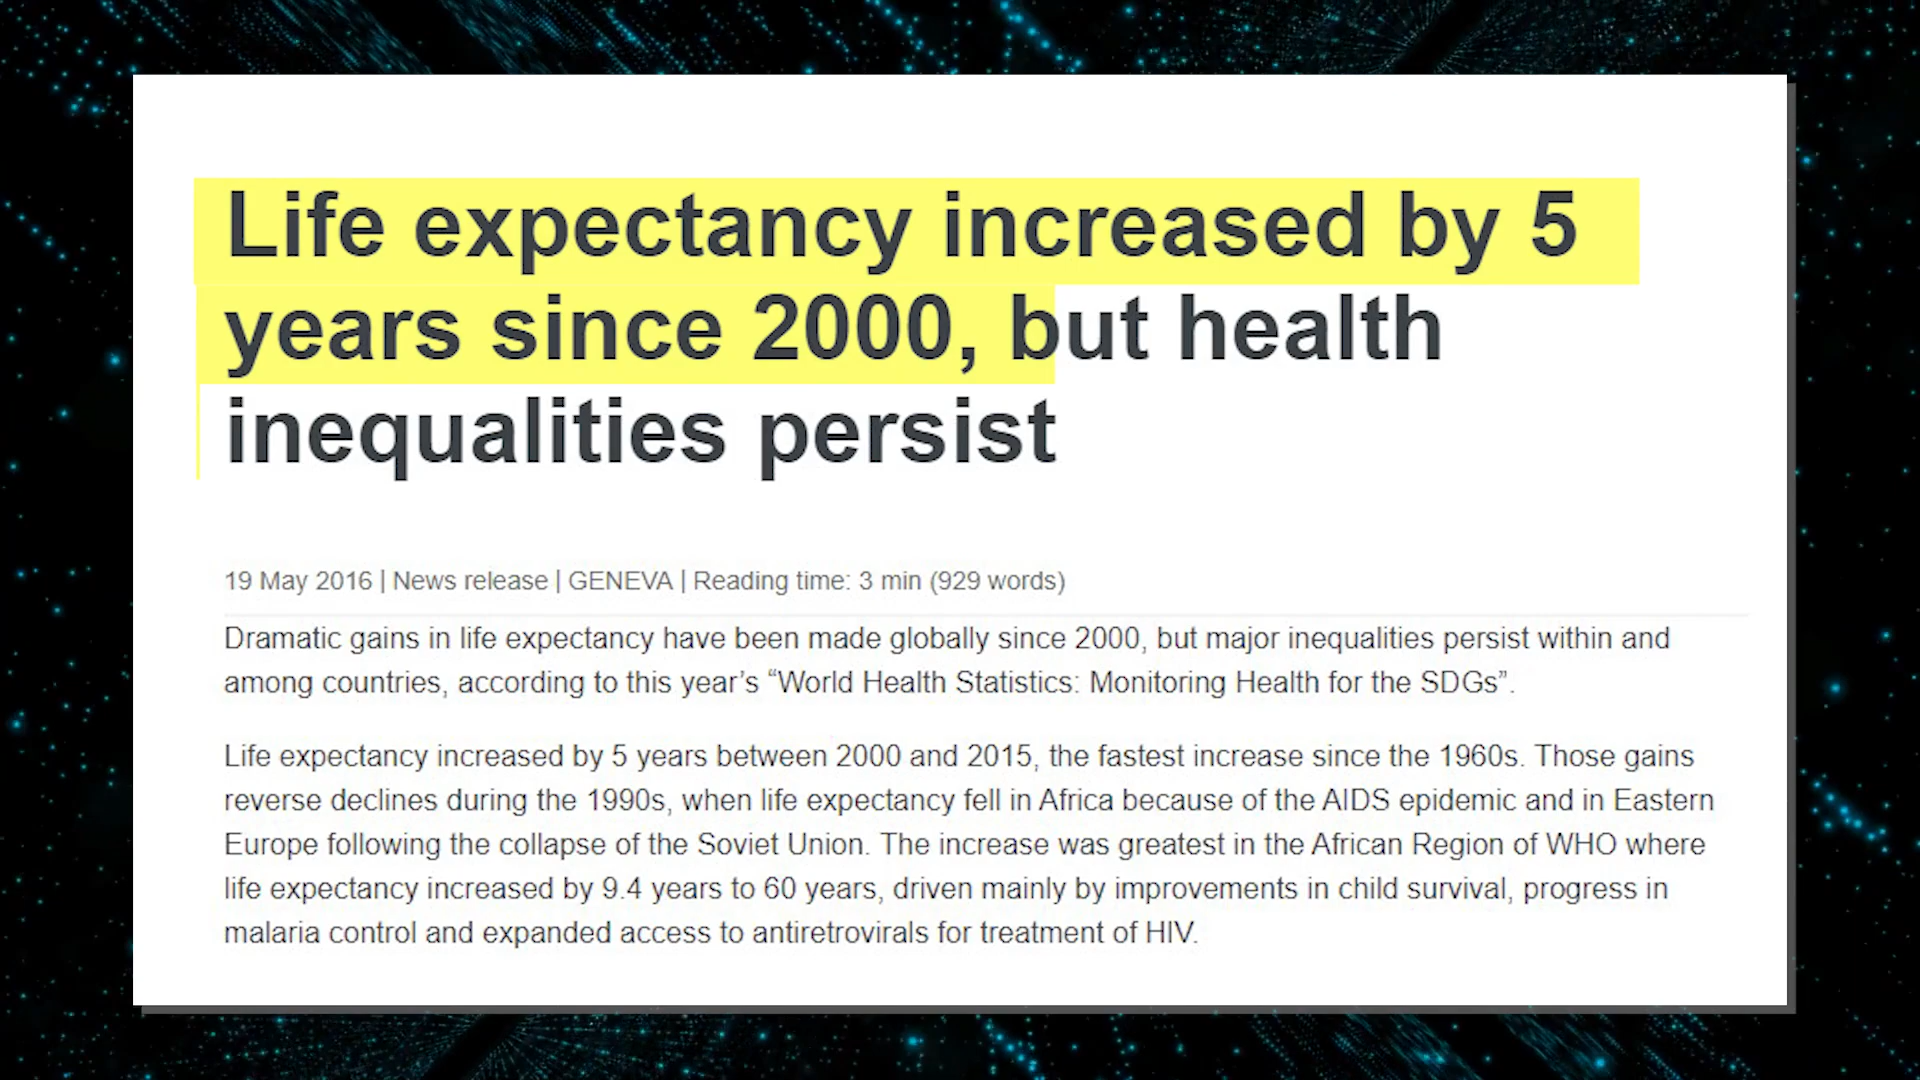 Life expectancy increased by 5
years since 2000, but health
inequalities persist
19 May 2016 | News release | GENEVA | Reading time: 3 min (929 words)
Dramatic gains in life expectancy have been made globally since 2000, but major inequalities persist within and
among countries, according to this year’s “World Health Statistics: Monitoring Health for the SDGs”.
Life expectancy increased by 5 years between 2000 and 2015, the fastest increase since the 1960s. Those gains
reverse declines during the 1990s, when life expectancy fell in Africa because of the AIDS epidemic and in Eastern
Europe following the collapse of the Soviet Union. The increase was greatest in the African Region of WHO where
life expectancy increased by 9.4 years to 60 years, driven mainly by improvements in child survival, progress in
malaria control and expanded access to antiretrovirals for treatment of HIV.